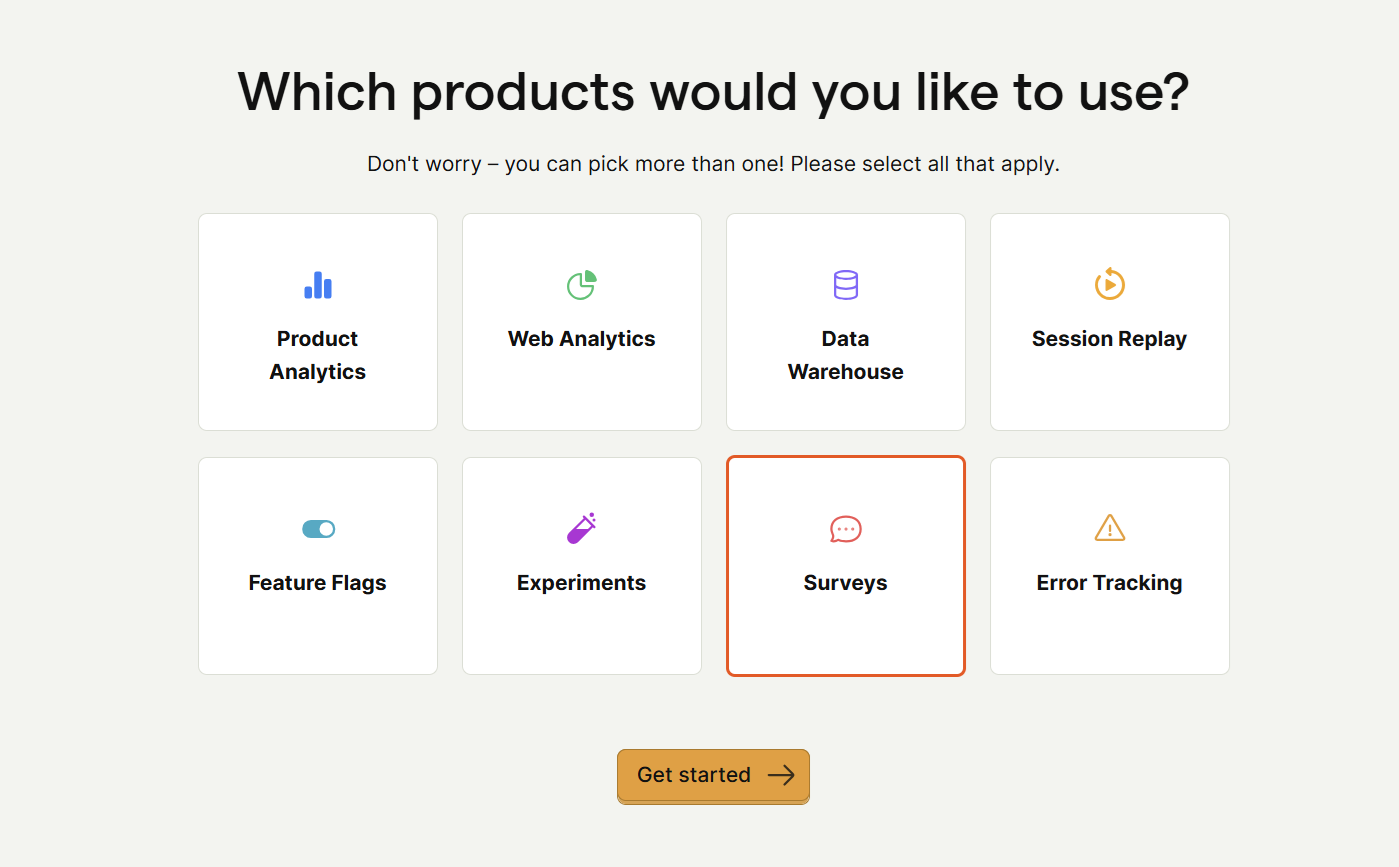 Which products would you like to use?
Don't worry – you can pick more than one! Please select all that apply.
Product
Analytics
Web Analytics
Data
Warehouse
Session Replay
Feature Flags
Experiments
Surveys
Error Tracking
Get started